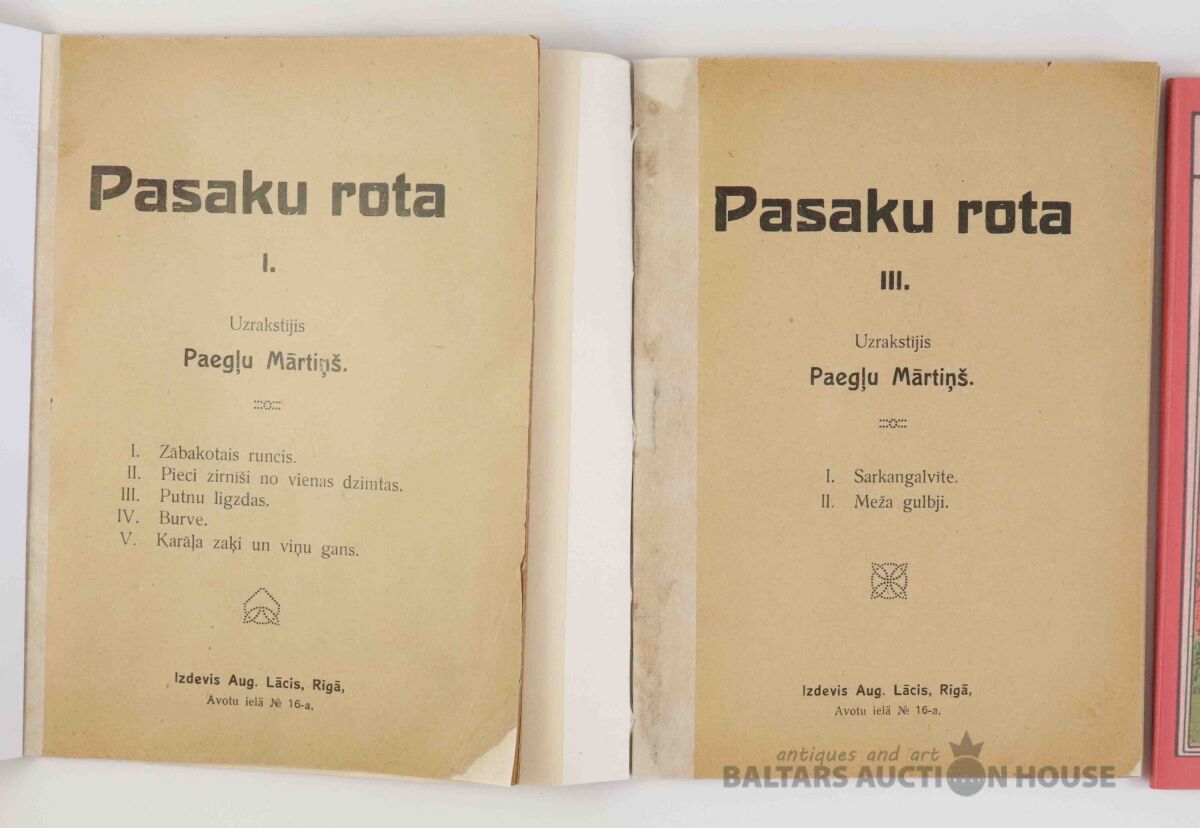 Pasaku rota
I.
Uzrakstījis
Paegļu Mārtiņš.
I. Zābakotais runcis.
II. Pieci zirnīši no vienas dzimtas.
III. Putnu ligzdas.
IV. Burve.
V. Karāļa zaķi un viņu gans.
Izdevis Aug. Lācis, Rīgā,
Avotu ielā № 16-a.
Pasaku rota
III.
Uzrakstījis
Paegļu Mārtiņš.
I. Sarkangalvīte.
II. Meža gulbji.
Izdevis Aug. Lācis, Rīgā,
Avotu ielā № 16-a.
antiques and art
BALTARS AUCTION HOUSE